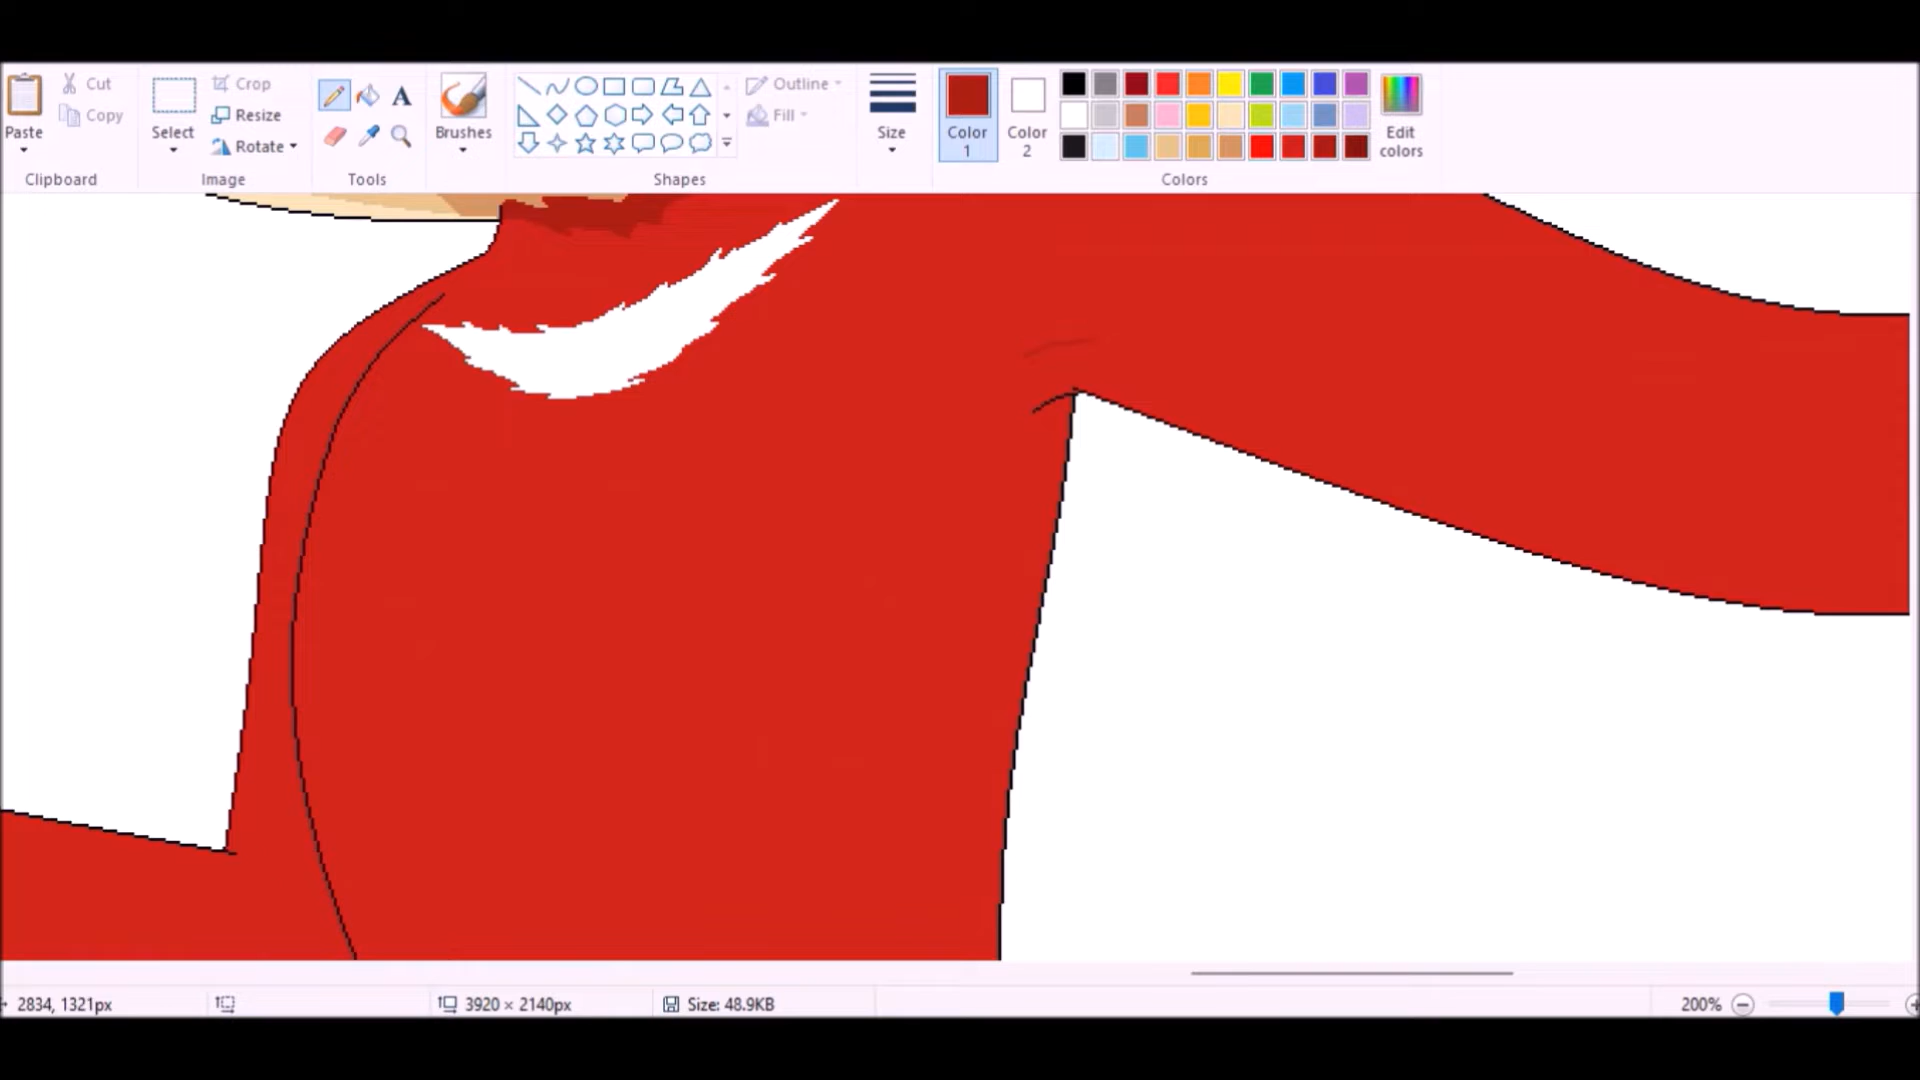 Paste
Cut
Copy
Clipboard
Select
Crop
Resize
Rotate
Image
A
Tools
Brushes
Shapes
Outline
Fill
Size
Color
1
Color
2
Edit
colors
Colors
2834, 1321px
3920 × 2140px
Size: 48.9KB
200%